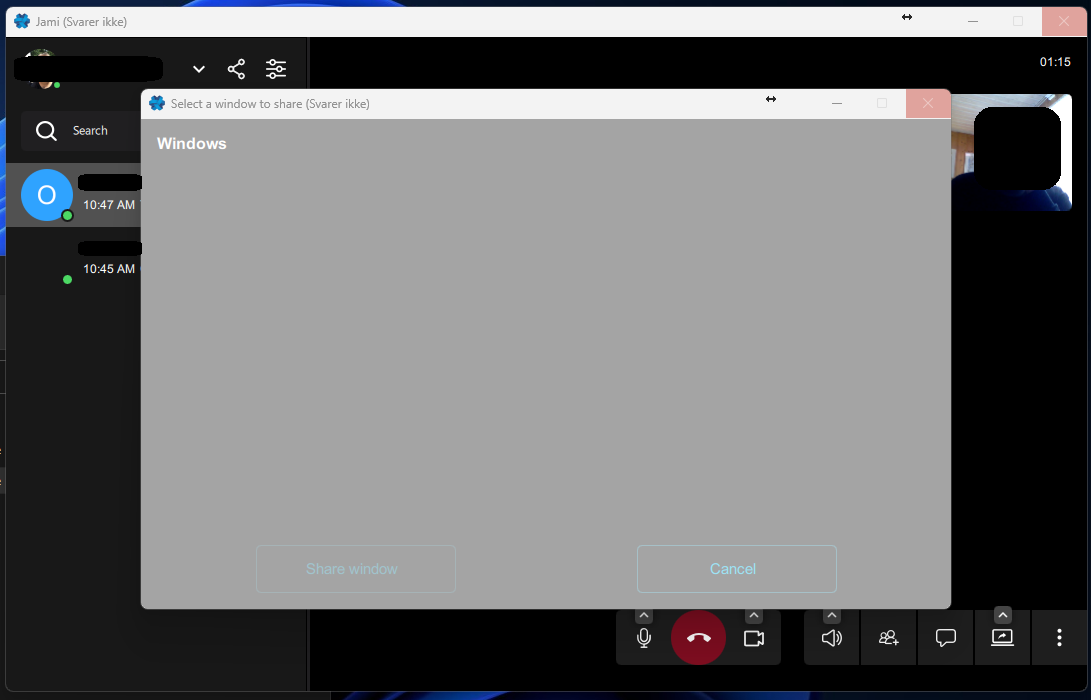 Jami (Svarer ikke)
01:15
Select a window to share (Svarer ikke)
Search
Windows
O
10:47 AM
10:45 AM
Share window
Cancel